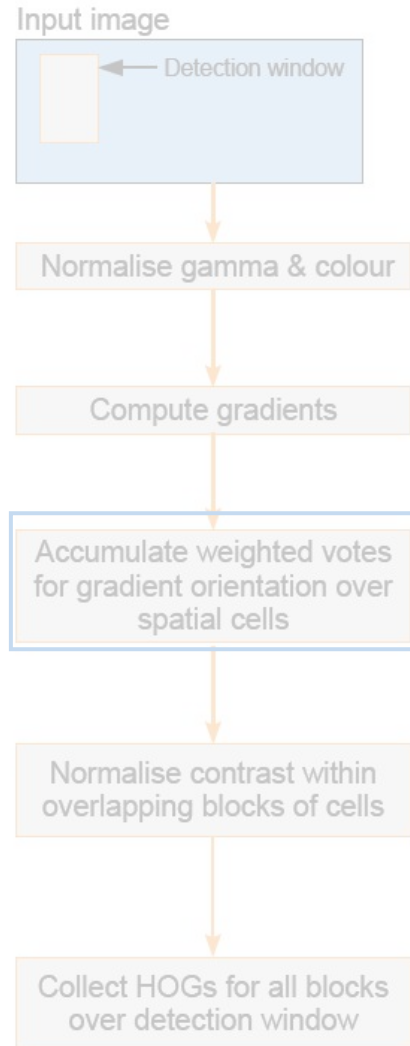 Input image
Detection window
Normalise gamma & colour
Compute gradients
Accumulate weighted votes
for gradient orientation over
spatial cells
Normalise contrast within
overlapping blocks of cells
Collect HOGs for all blocks
over detection window